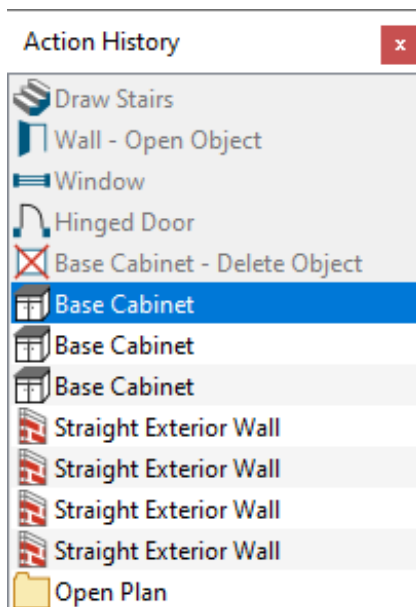 Action History
x
Draw Stairs
Wall - Open Object
Window
Hinged Door
Base Cabinet - Delete Object
Base Cabinet
Base Cabinet
Base Cabinet
Straight Exterior Wall
Straight Exterior Wall
Straight Exterior Wall
Straight Exterior Wall
Open Plan